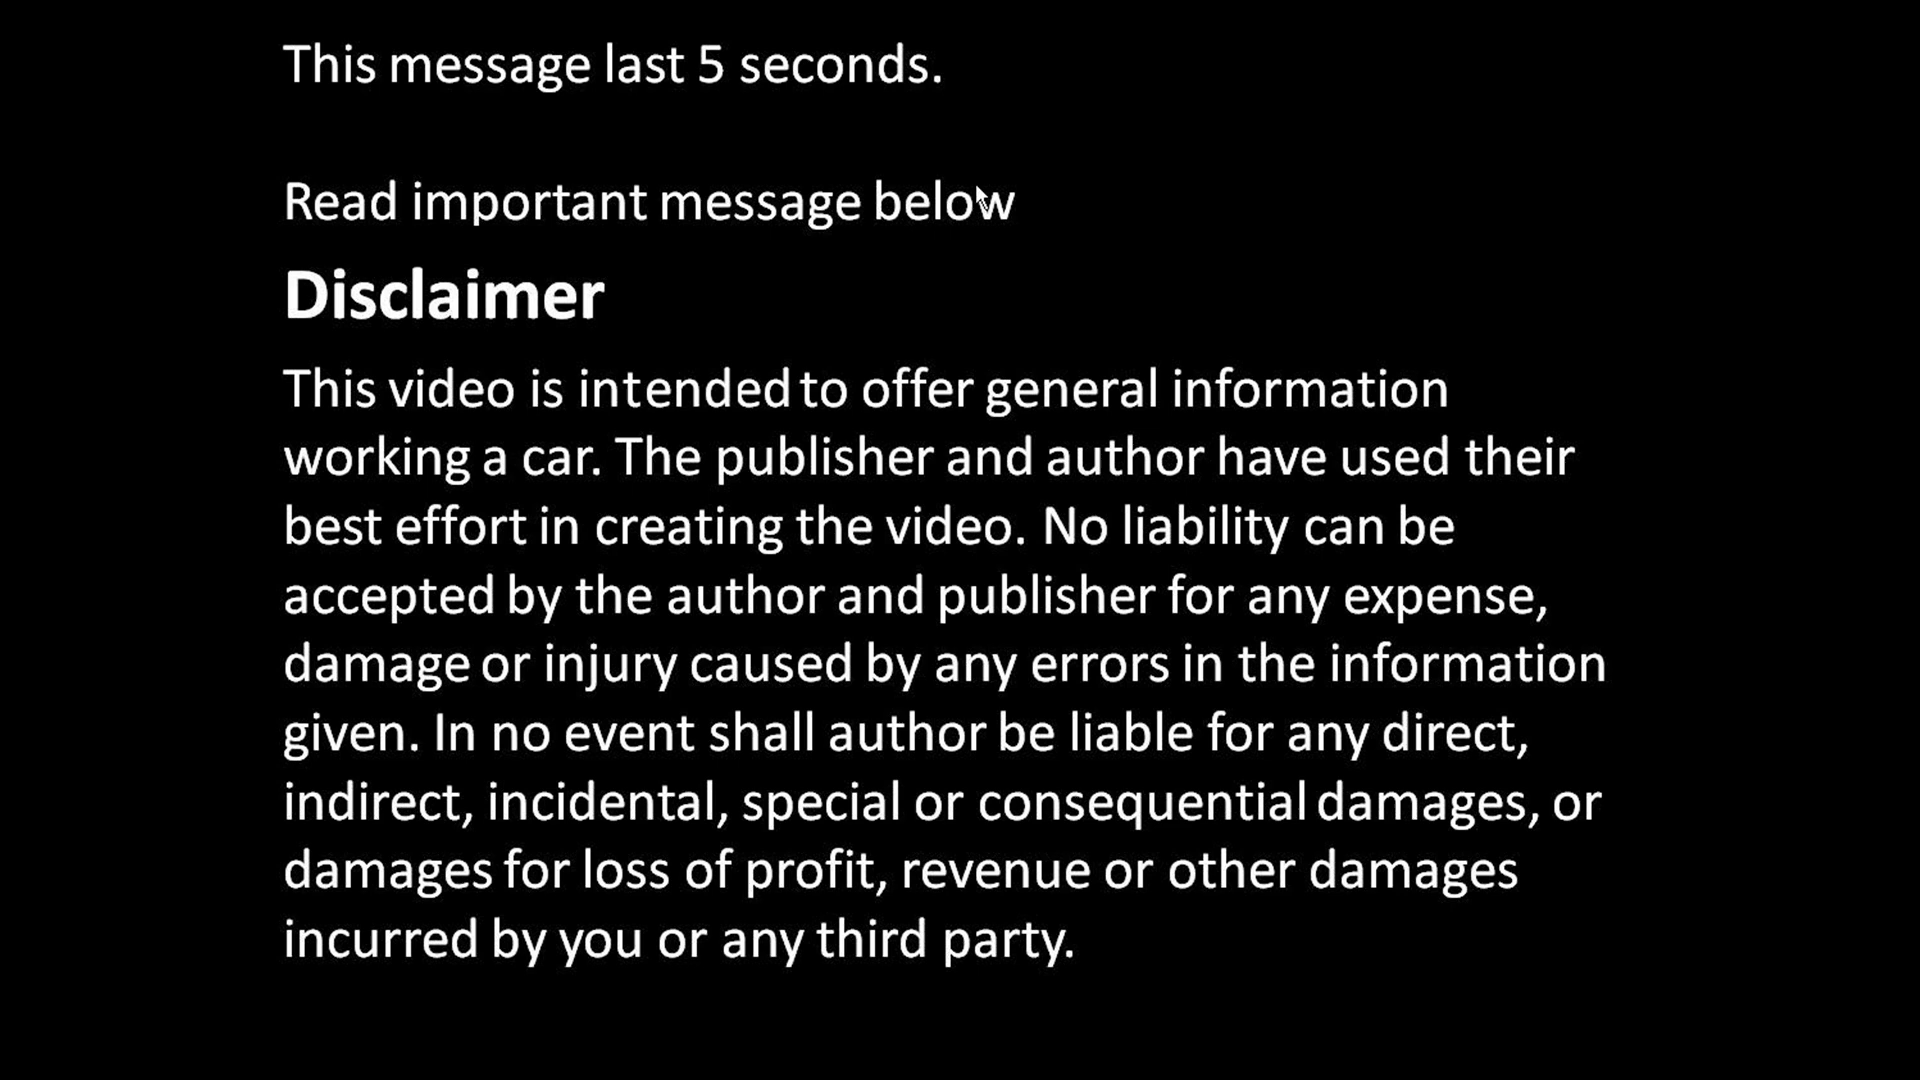 This message last 5 seconds.
Read important message below
Disclaimer
This video is intended to offer general information
working a car. The publisher and author have used their
best effort in creating the video. No liability can be
accepted by the author and publisher for any expense,
damage or injury caused by any errors in the information
given. In no event shall author be liable for any direct,
indirect, incidental, special or consequential damages, or
damages for loss of profit, revenue or other damages
incurred by you or any third party.